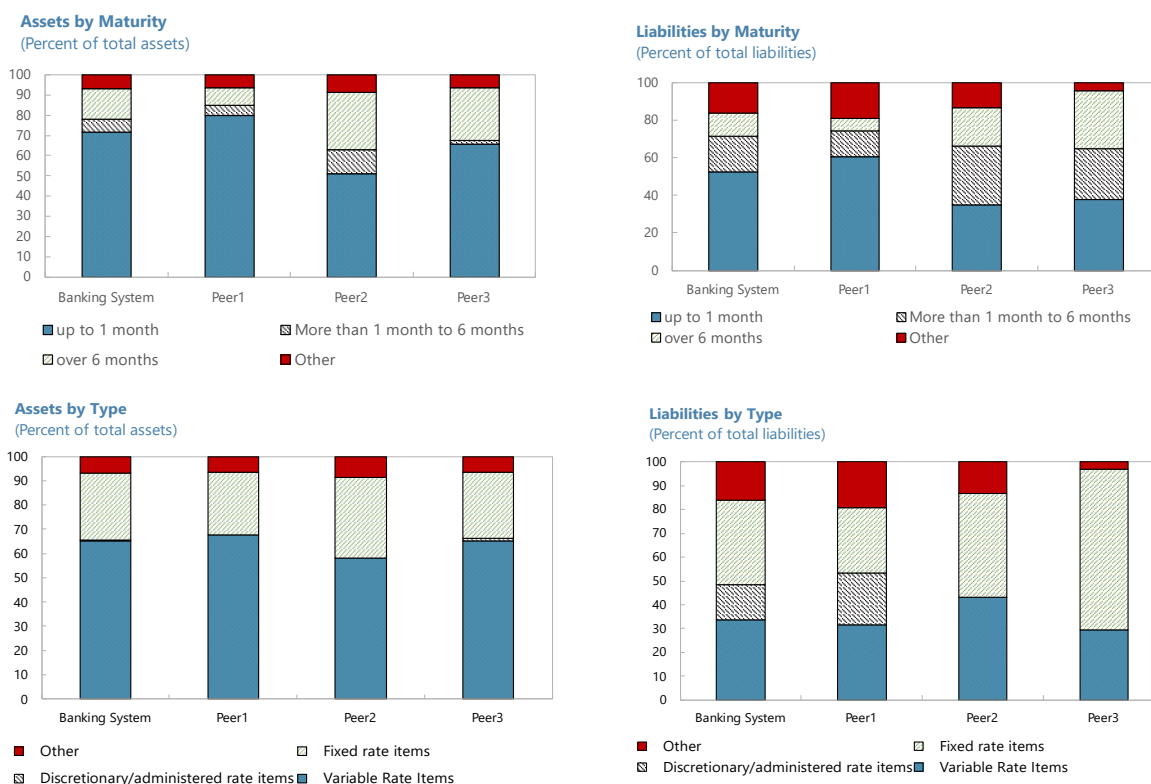 Assets by Maturity
(Percent of total assets)
100
90
80
70
60
50
40
30
20
10
0
Banking System Peer1 Peer2 Peer3
up to 1 month More than 1 month to 6 months
over 6 months Other
Liabilities by Maturity
(Percent of total liabilities)
100
80
60
40
20
0
Banking System Peer1 Peer2 Peer3
up to 1 month More than 1 month to 6 months
over 6 months Other
Assets by Type
(Percent of total assets)
100
90
80
70
60
50
40
30
20
10
0
Banking System Peer1 Peer2 Peer3
Other Fixed rate items
Discretionary/administered rate items Variable Rate Items
Liabilities by Type
(Percent of total liabilities)
100
90
80
70
60
50
40
30
20
10
0
Banking System Peer1 Peer2 Peer3
Other Fixed rate items
Discretionary/administered rate items Variable Rate Items